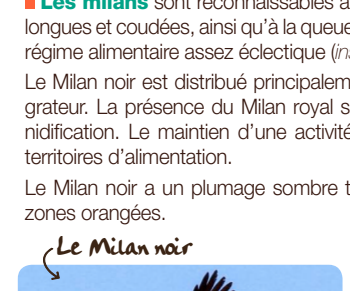 Les milans sont reconnaissables a
longues et coudées, ainsi qu'à la queue
régime alimentaire assez éclectique (in
Le Milan noir est distribué principalem
grateur. La présence du Milan royal s
nidification. Le maintien d'une activité
territoires d'alimentation.
Le Milan noir a un plumage sombre t
zones orangées.
Le Milan noir